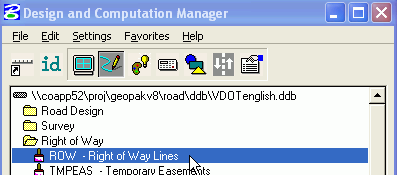 Design and Computation Manager
File Edit Settings Favorites Help
id
\\coapp52\proj\geopakv8\road\ddb\VDOTenglish.ddb
Road Design
Survey
Right of Way
ROW - Right of Way Lines
TMPEAS - Temporary Easements